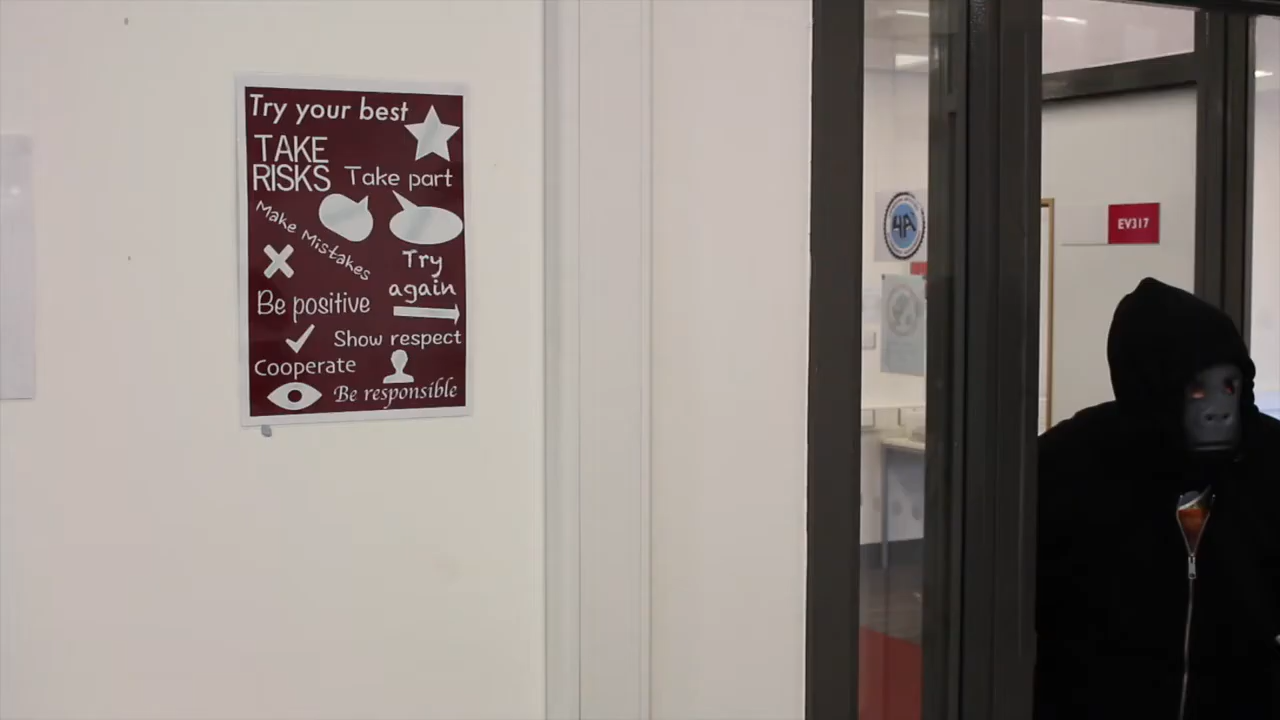 Try your best
TAKE
RISKS
Take part
Make Mistakes
Try
again
Be positive
Show respect
Cooperate
Be responsible
4A
EV317